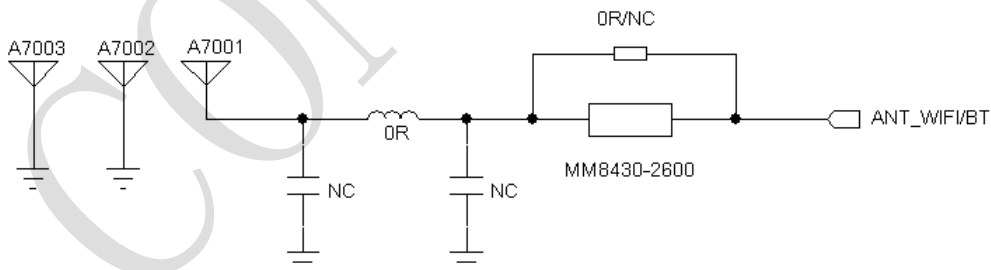 0R/NC
A7003
A7002
A7001
ANT_WIFI/BT
0R
MM8430-2600
NC
NC